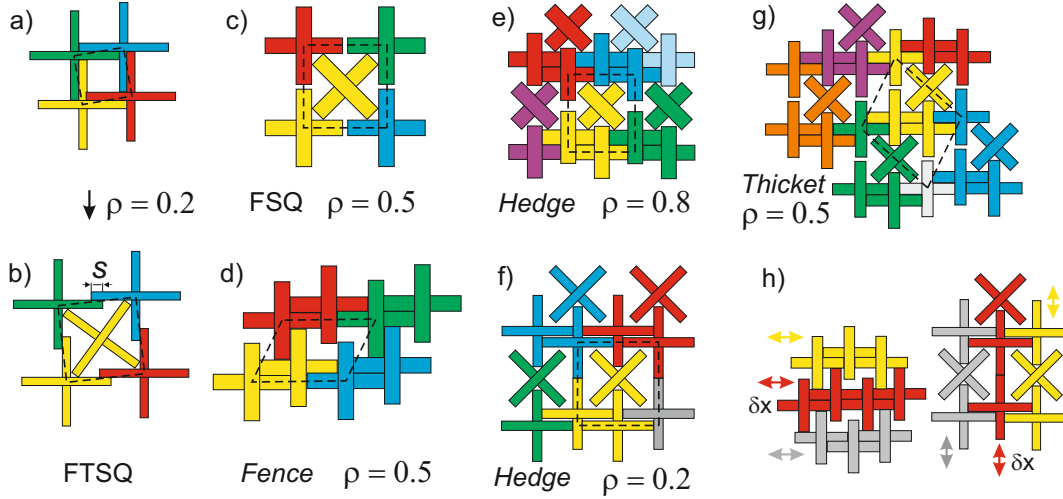 a)
c)
e)
g)
↓ ρ = 0.2
FSQ ρ = 0.5
Hedge ρ = 0.8
Thicket
ρ = 0.5
b)
s
d)
f)
h)
δx
δx
FTSQ
Fence ρ = 0.5
Hedge ρ = 0.2